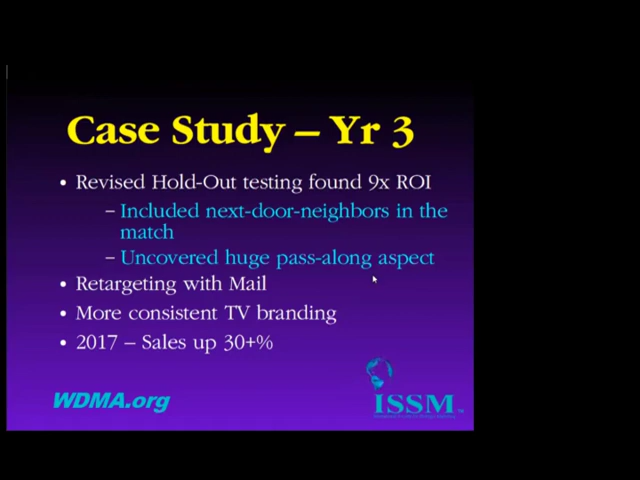 Case Study – Yr 3
• Revised Hold-Out testing found 9x ROI
– Included next-door-neighbors in the
match
– Uncovered huge pass-along aspect
• Retargeting with Mail
• More consistent TV branding
• 2017 – Sales up 30+%
WDMA.org
ISSM